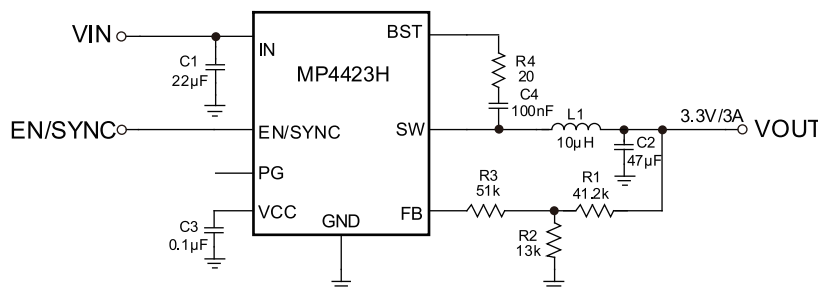 VIN
C1
22µF
IN
BST
MP4423H
R4
20
C4
100nF
EN/SYNC
EN/SYNC
SW
L1
10µH
3.3V/3A
VOUT
C2
47µF
PG
R3
51k
R1
41.2k
VCC
FB
C3
0.1µF
GND
R2
13k